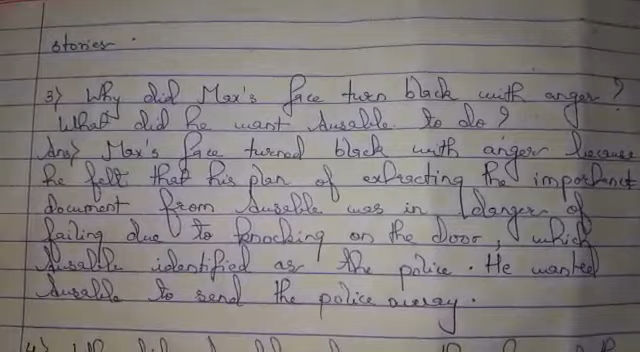 stories.
3) Why did Max's face turn black with anger?
What did he want Ausable to do?
Ans) Max's face turned black with anger because
he felt that his plan of extracting the important
document from Ausable was in danger of
failing due to knocking on the door, which
Ausable identified as the police. He wanted
Ausable to send the police away.
4)